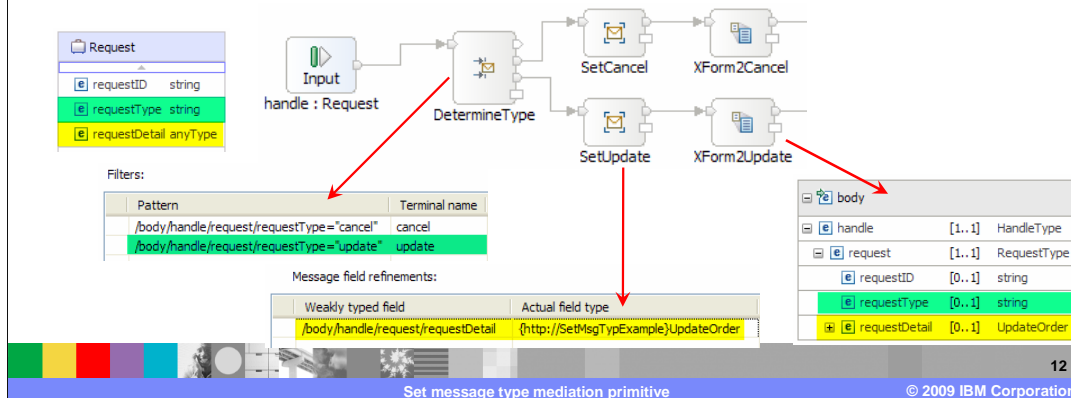 Request
requestID string
requestType string
requestDetail anyType
Input
handle : Request
DetermineType
SetCancel
XForm2Cancel
SetUpdate
XForm2Update
Filters:
Pattern Terminal name
/body/handle/request/requestType="cancel" cancel
/body/handle/request/requestType="update" update
Message field refinements:
Weakly typed field Actual field type
/body/handle/request/requestDetail {http://SetMsgTypExample}UpdateOrder
body
handle [1..1] HandleType
request [1..1] RequestType
requestID [0..1] string
requestType [0..1] string
requestDetail [0..1] UpdateOrder
12
Set message type mediation primitive © 2009 IBM Corporation